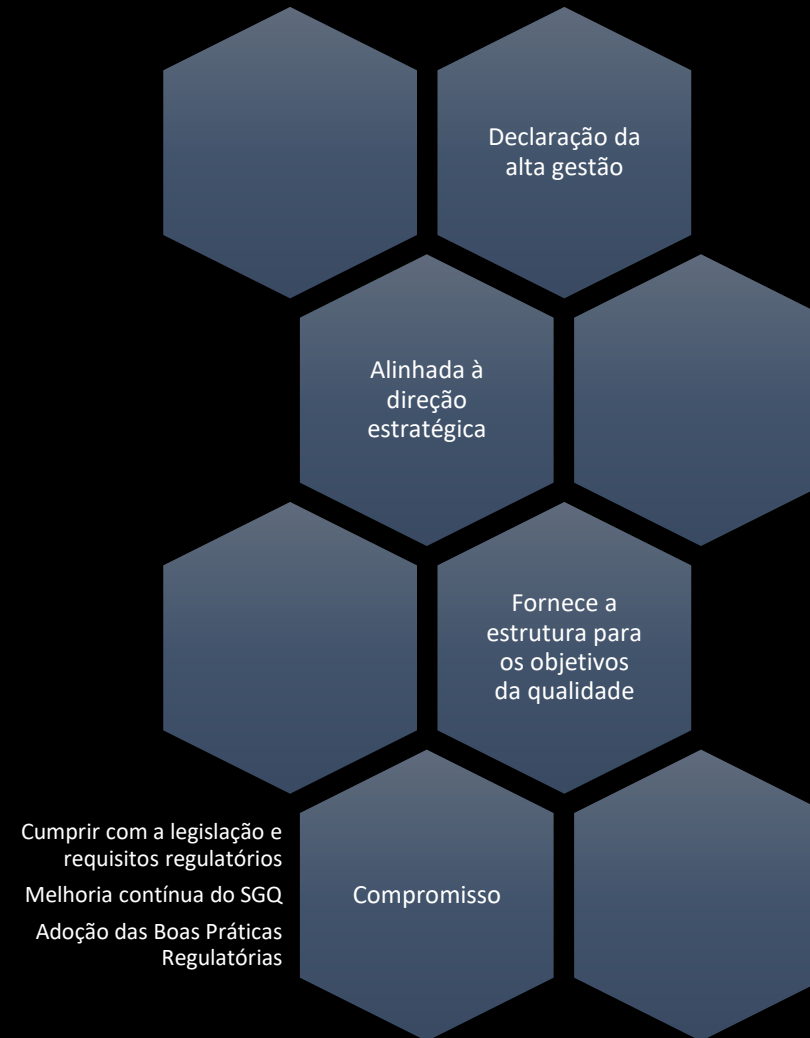 Declaração da
alta gestão
Alinhada à
direção
estratégica
Fornece a
estrutura para
os objetivos
da qualidade
Cumprir com a legislação e
requisitos regulatórios
Melhoria contínua do SGQ
Adoção das Boas Práticas
Regulatórias
Compromisso